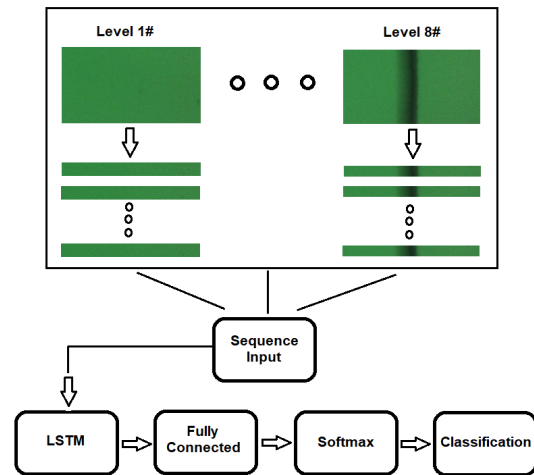 Level 1#
Level 8#
Sequence
Input
LSTM
Fully
Connected
Softmax
Classification